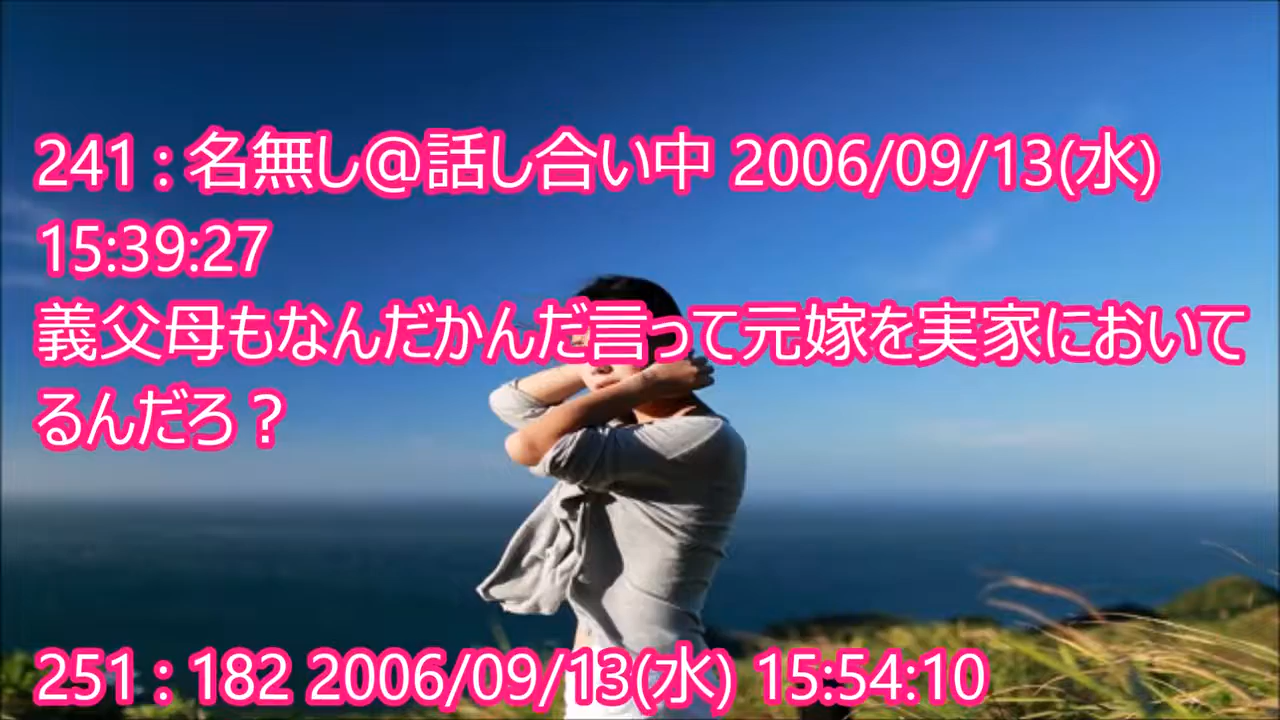 241 : 名無し@話し合い中 2006/09/13(水)
15:39:27
義父母もなんだかんだ言って元嫁を実家において
るんだろ？
251 : 182 2006/09/13(水) 15:54:10